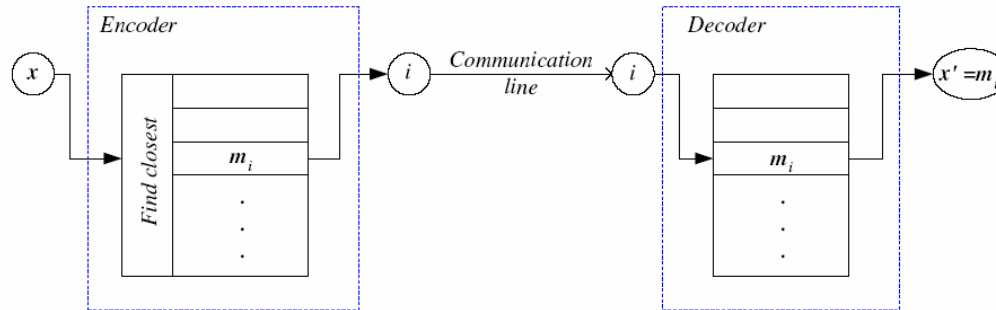 Encoder
Decoder
x
i
Communication
line
i
x' =m_i
Find closest
m_i
.
.
.
m_i
.
.
.